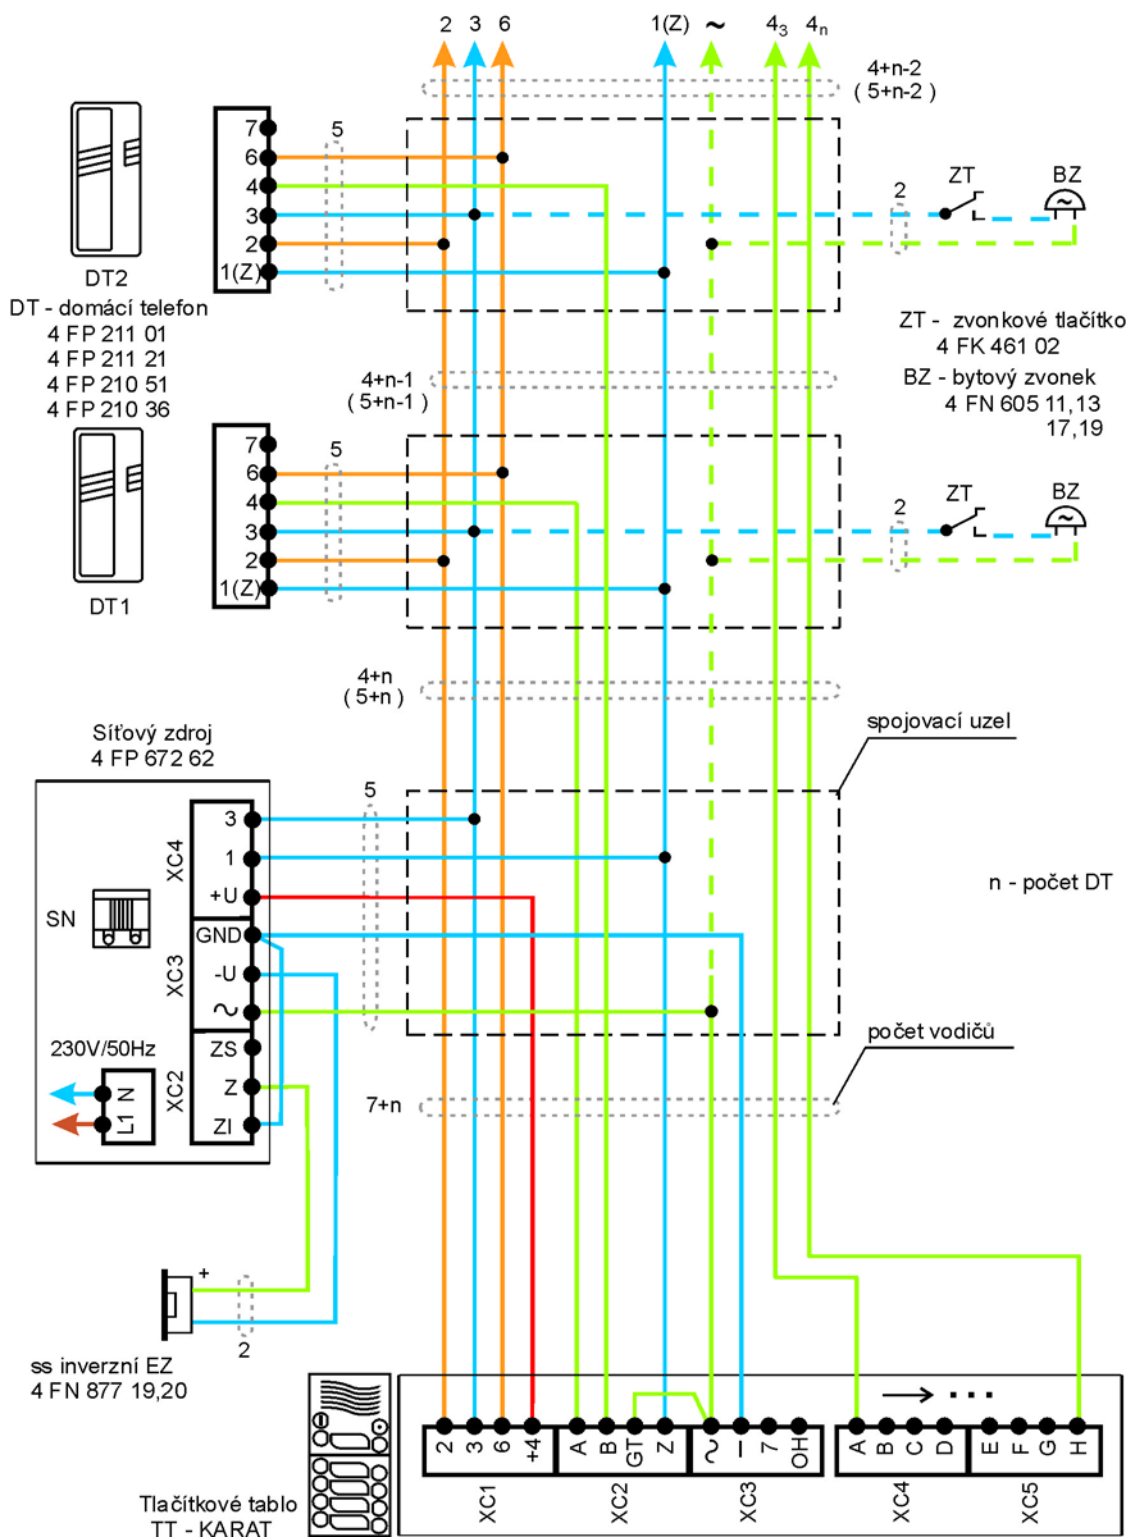 2 3 6 1(Z) ~ 4₃ 4ₙ
4+n-2
( 5+n-2 )
7
6
4
3
2
1(Z)
5
2
ZT
BZ
~
DT2
DT - domácí telefon
4 FP 211 01
4 FP 211 21
4 FP 210 51
4 FP 210 36
ZT - zvonkové tlačítko
4 FK 461 02
BZ - bytový zvonek
4 FN 605 11,13
17,19
4+n-1
( 5+n-1 )
7
6
4
3
2
1(Z)
5
2
ZT
BZ
~
DT1
4+n
( 5+n )
Síťový zdroj
4 FP 672 62
spojovací uzel
5
XC4
3
1
+U
SN
XC3
GND
-U
~
n - počet DT
230V/50Hz
L1 N
XC2
ZS
Z
ZI
počet vodičů
7+n
+
2
ss inverzní EZ
4 FN 877 19,20
Tlačítkové tablo
TT - KARAT
2 3 6 +4 A B GT Z ~ – 7 OH A B C D E F G H
XC1 XC2 XC3 XC4 XC5